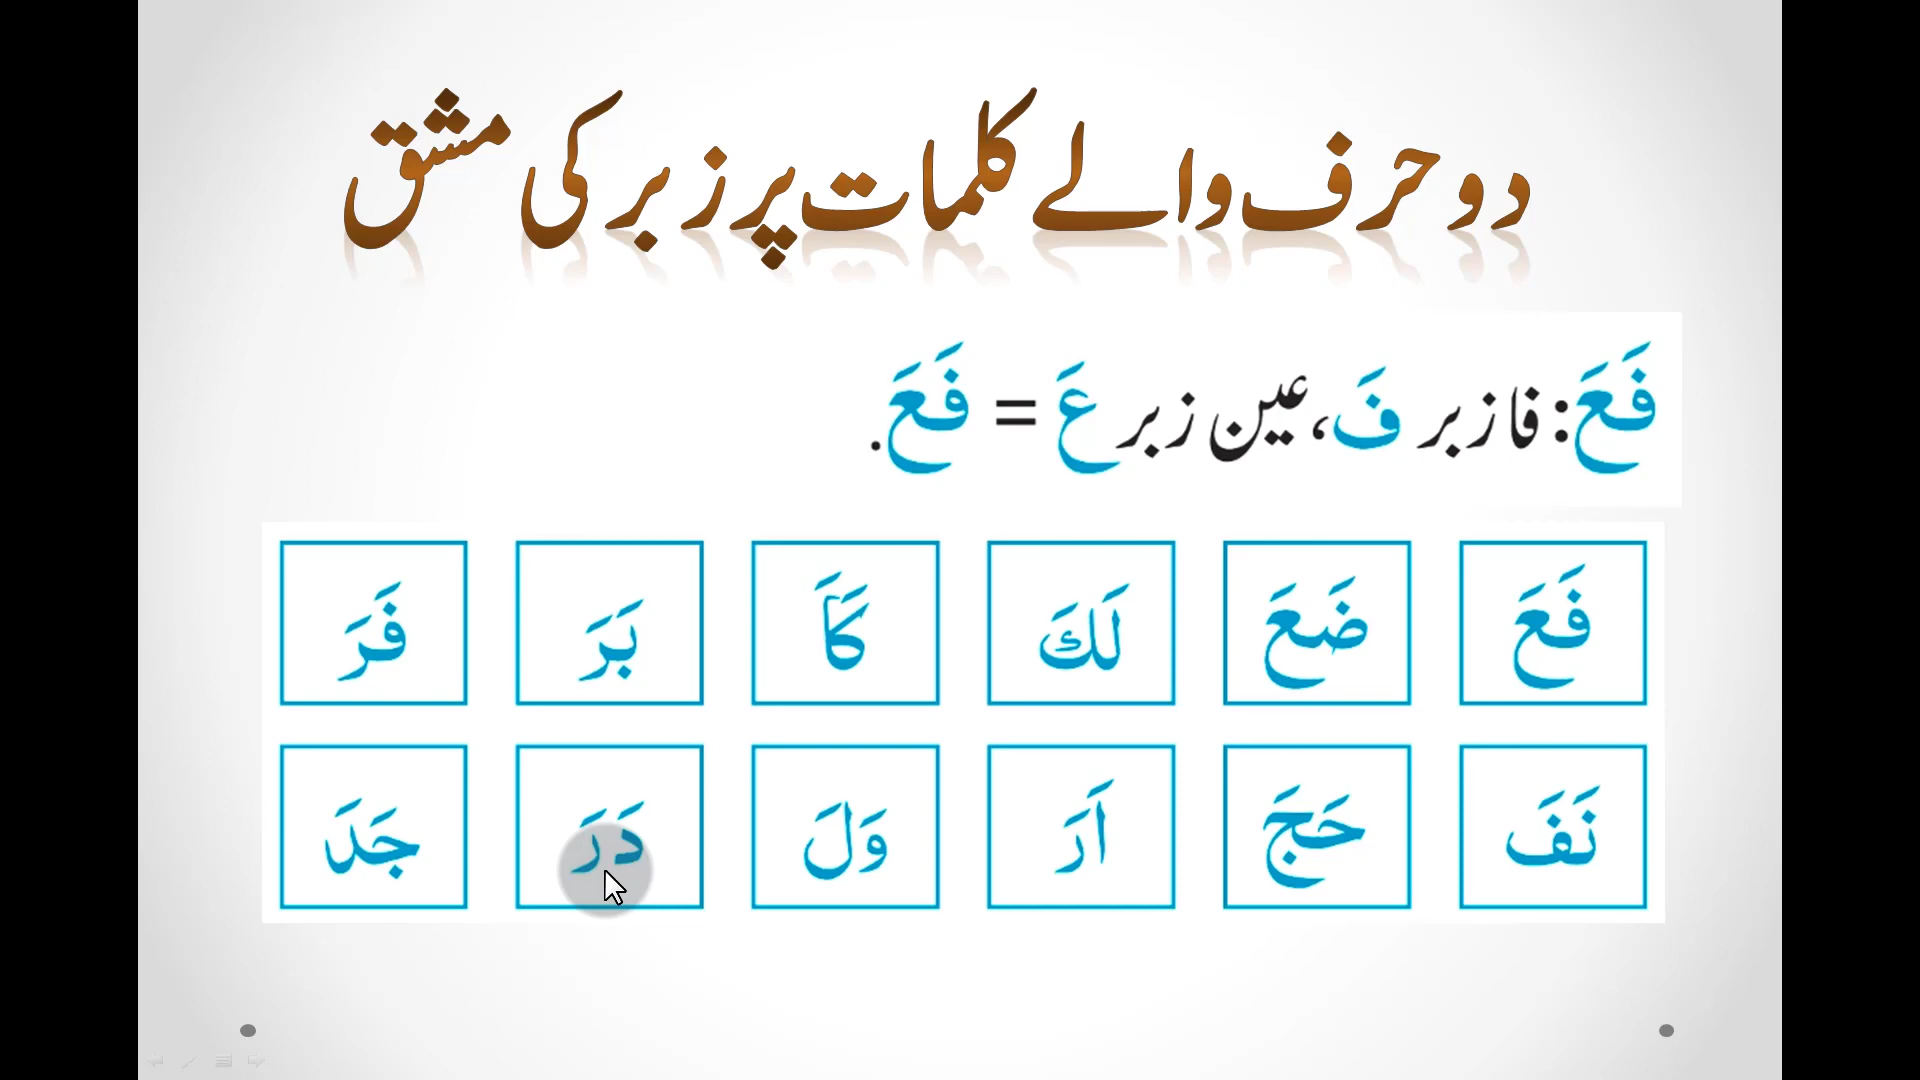 دو حرف والے کلمات پر زبر کی مشق
فَعَ: فا زبر فَ، عین زبر عَ = فَعَ.
فَعَ ضَعَ لَكَ كَأَ بَرَ فَرَ
نَفَ حَجَ اَرَ وَلَ دَرَ جَدَ